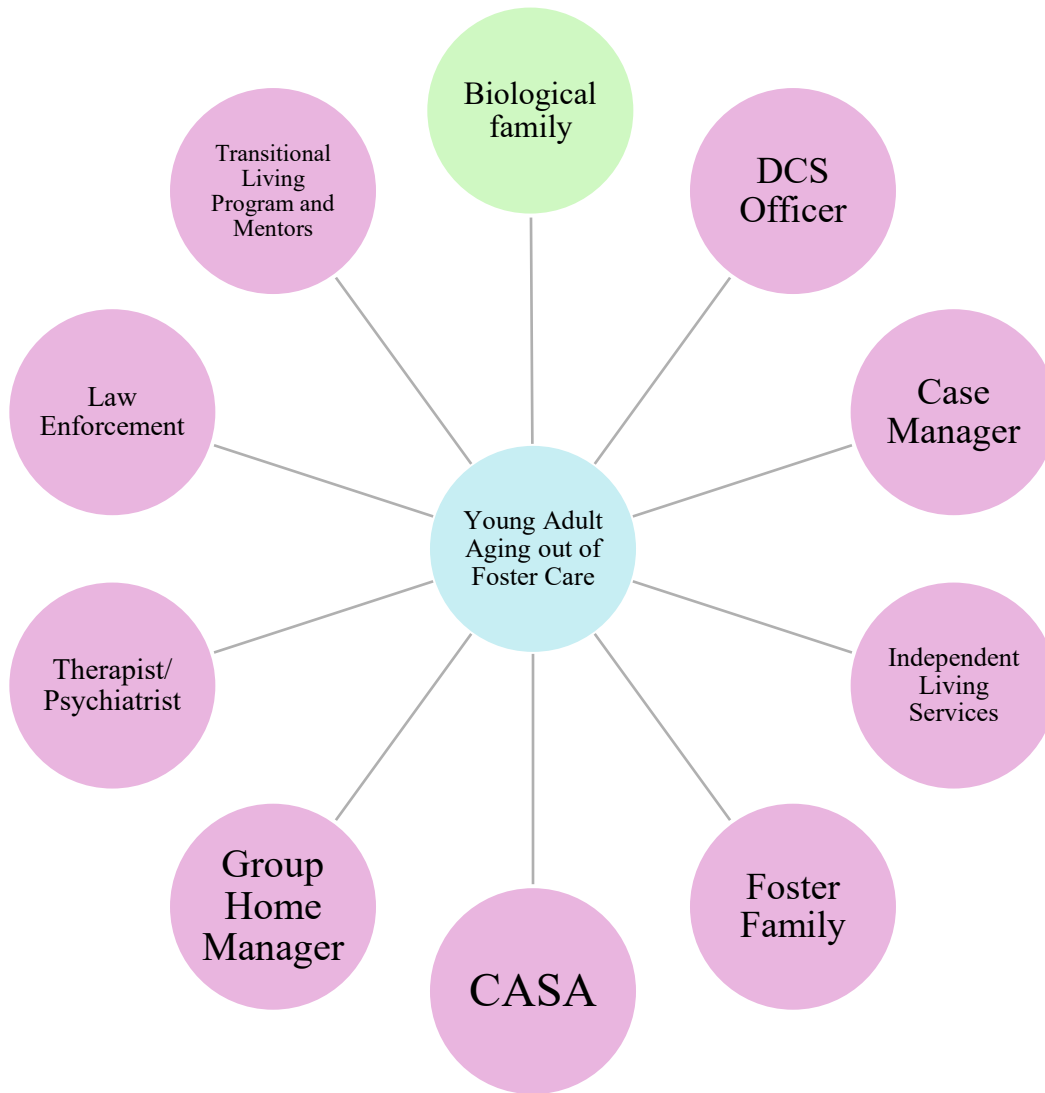 Biological
family
DCS
Officer
Case
Manager
Independent
Living
Services
Foster
Family
CASA
Group
Home
Manager
Therapist/
Psychiatrist
Law
Enforcement
Transitional
Living
Program and
Mentors
Young Adult
Aging out of
Foster Care